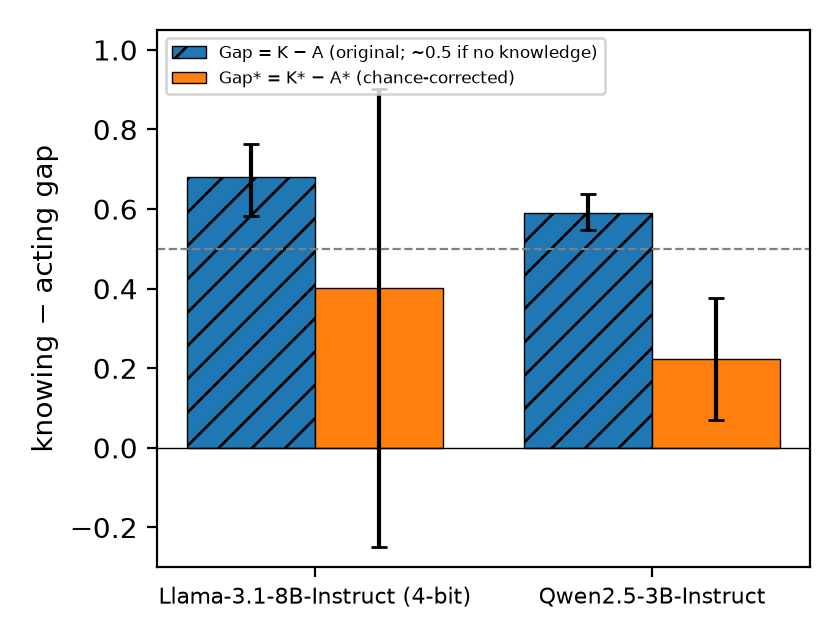 Gap = K − A (original; ~0.5 if no knowledge)
Gap* = K* − A* (chance-corrected)
knowing − acting gap
1.0
0.8
0.6
0.4
0.2
0.0
−0.2
Llama-3.1-8B-Instruct (4-bit)
Qwen2.5-3B-Instruct